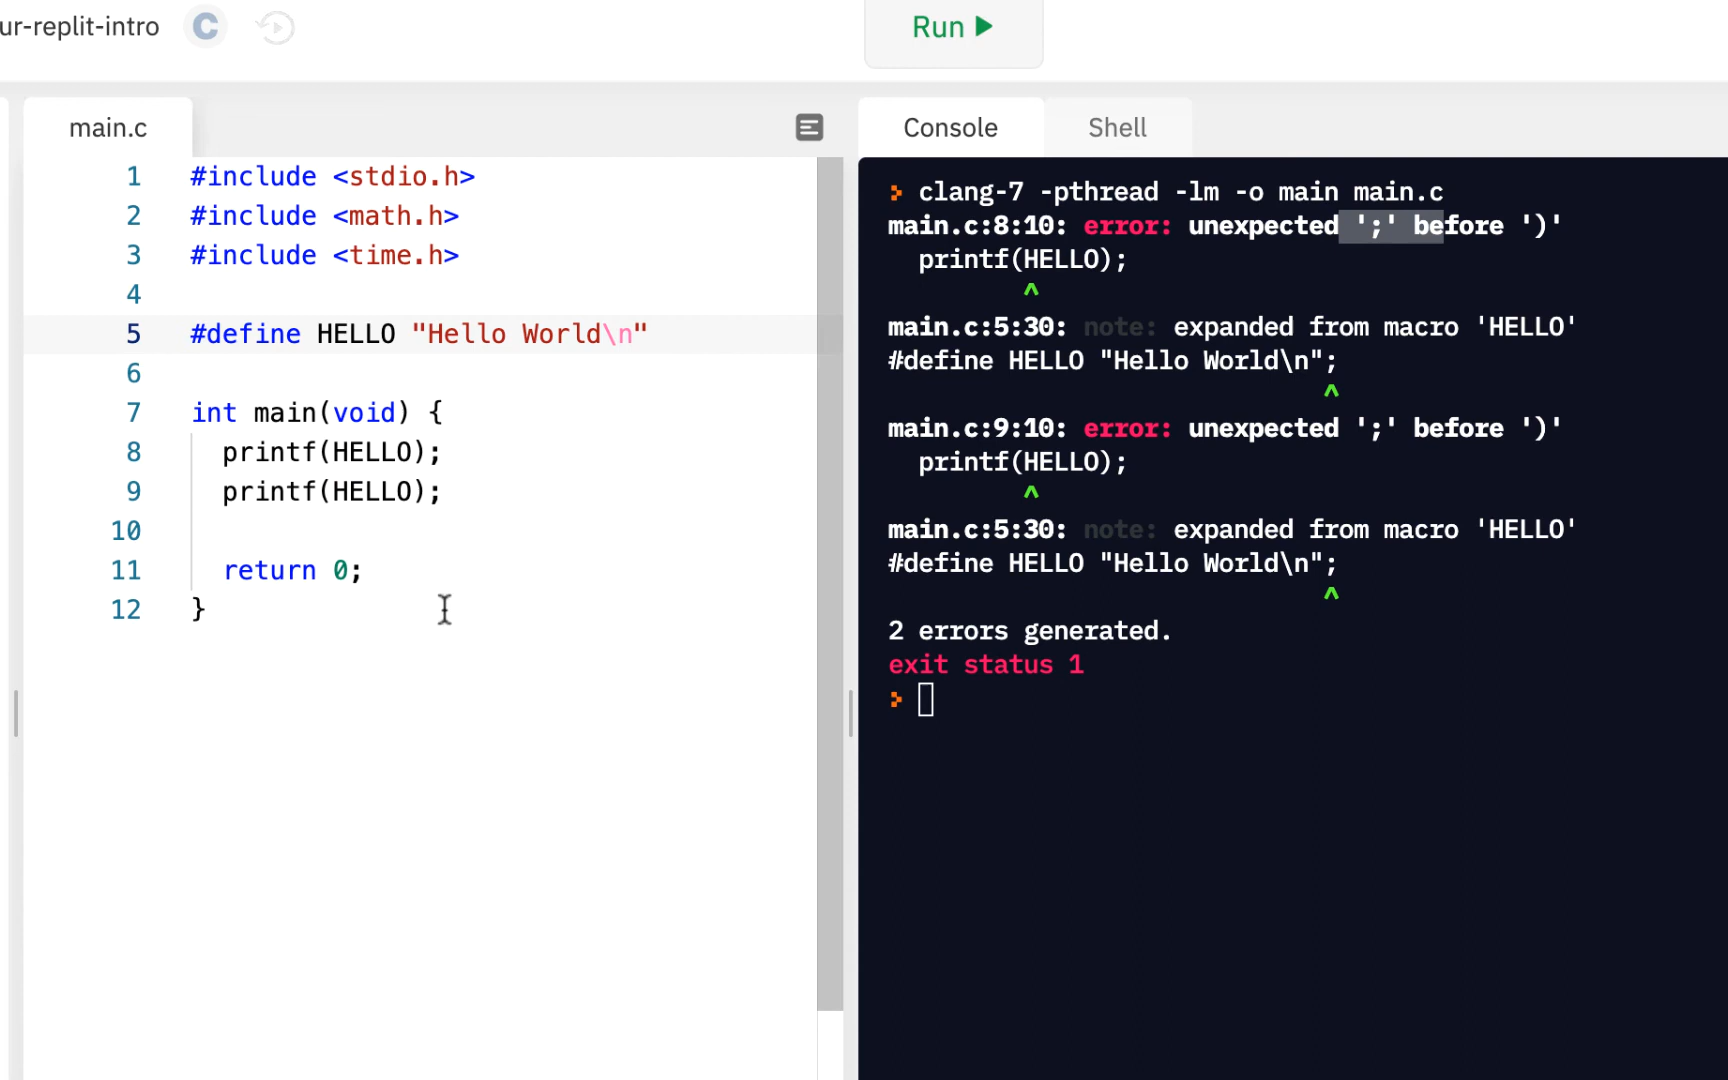 ur-replit-intro C
Run
main.c
Console Shell
1 #include <stdio.h>
2 #include <math.h>
3 #include <time.h>
4
5 #define HELLO "Hello World\n"
6
7 int main(void) {
8 printf(HELLO);
9 printf(HELLO);
10
11 return 0;
12 }
clang-7 -pthread -lm -o main main.c
main.c:8:10: error: unexpected ';' before ')'
printf(HELLO);
^
main.c:5:30: note: expanded from macro 'HELLO'
#define HELLO "Hello World\n";
^
main.c:9:10: error: unexpected ';' before ')'
printf(HELLO);
^
main.c:5:30: note: expanded from macro 'HELLO'
#define HELLO "Hello World\n";
^
2 errors generated.
exit status 1